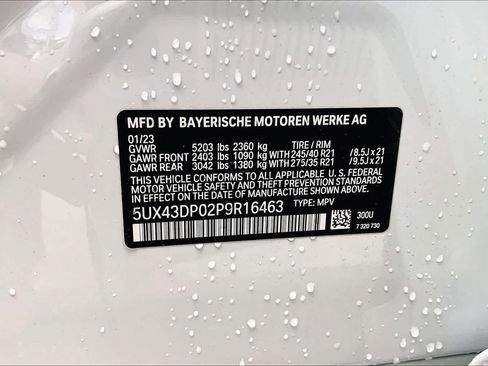 MFD BY BAYERISCHE MOTOREN WERKE AG
01/23
GVWR 5203 lbs 2360 kg TIRE / RIM
GAWR FRONT 2403 lbs 1090 kg WITH 245/40 R21 /8.5J x 21
GAWR REAR 3042 lbs 1380 kg WITH 275/35 R21 /9.5J x 21
THIS VEHICLE CONFORMS TO ALL APPLICABLE U. S. FEDERAL
MOTOR VEHICLE SAFETY STANDARDS IN EFFECT ON THE
DATE OF MANUFACTURE SHOWN ABOVE.
5UX43DP02P9R16463 TYPE: MPV
300U
7 320 730